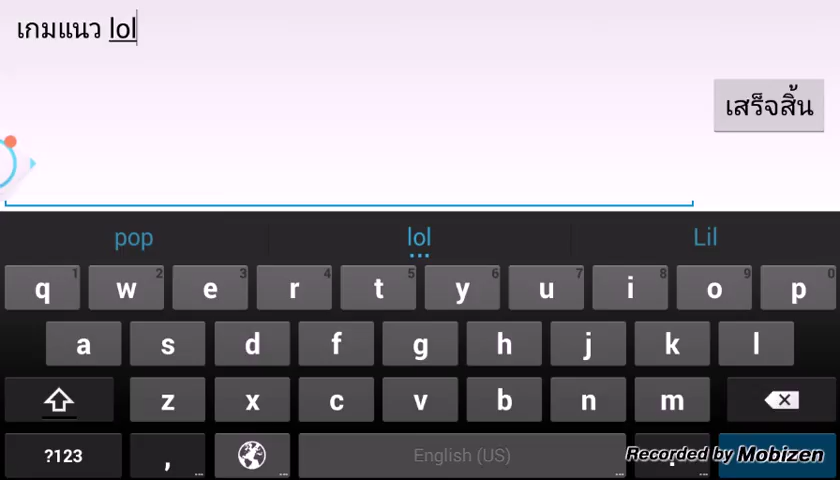 เกมแนว lol
เสร็จสิ้น
pop lol Lil
q 1 w 2 e 3 r 4 t 5 y 6 u 7 i 8 o 9 p 0
a s d f g h j k l
z x c v b n m
?123 , ... ... English (US) ... . ...
Recorded by Mobizen